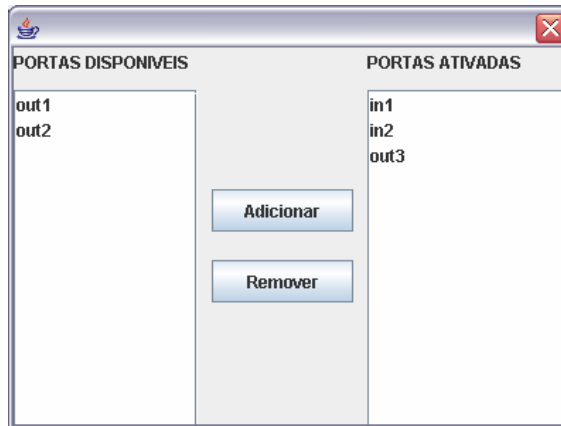 PORTAS DISPONIVEIS
out1
out2
Adicionar
Remover
PORTAS ATIVADAS
in1
in2
out3